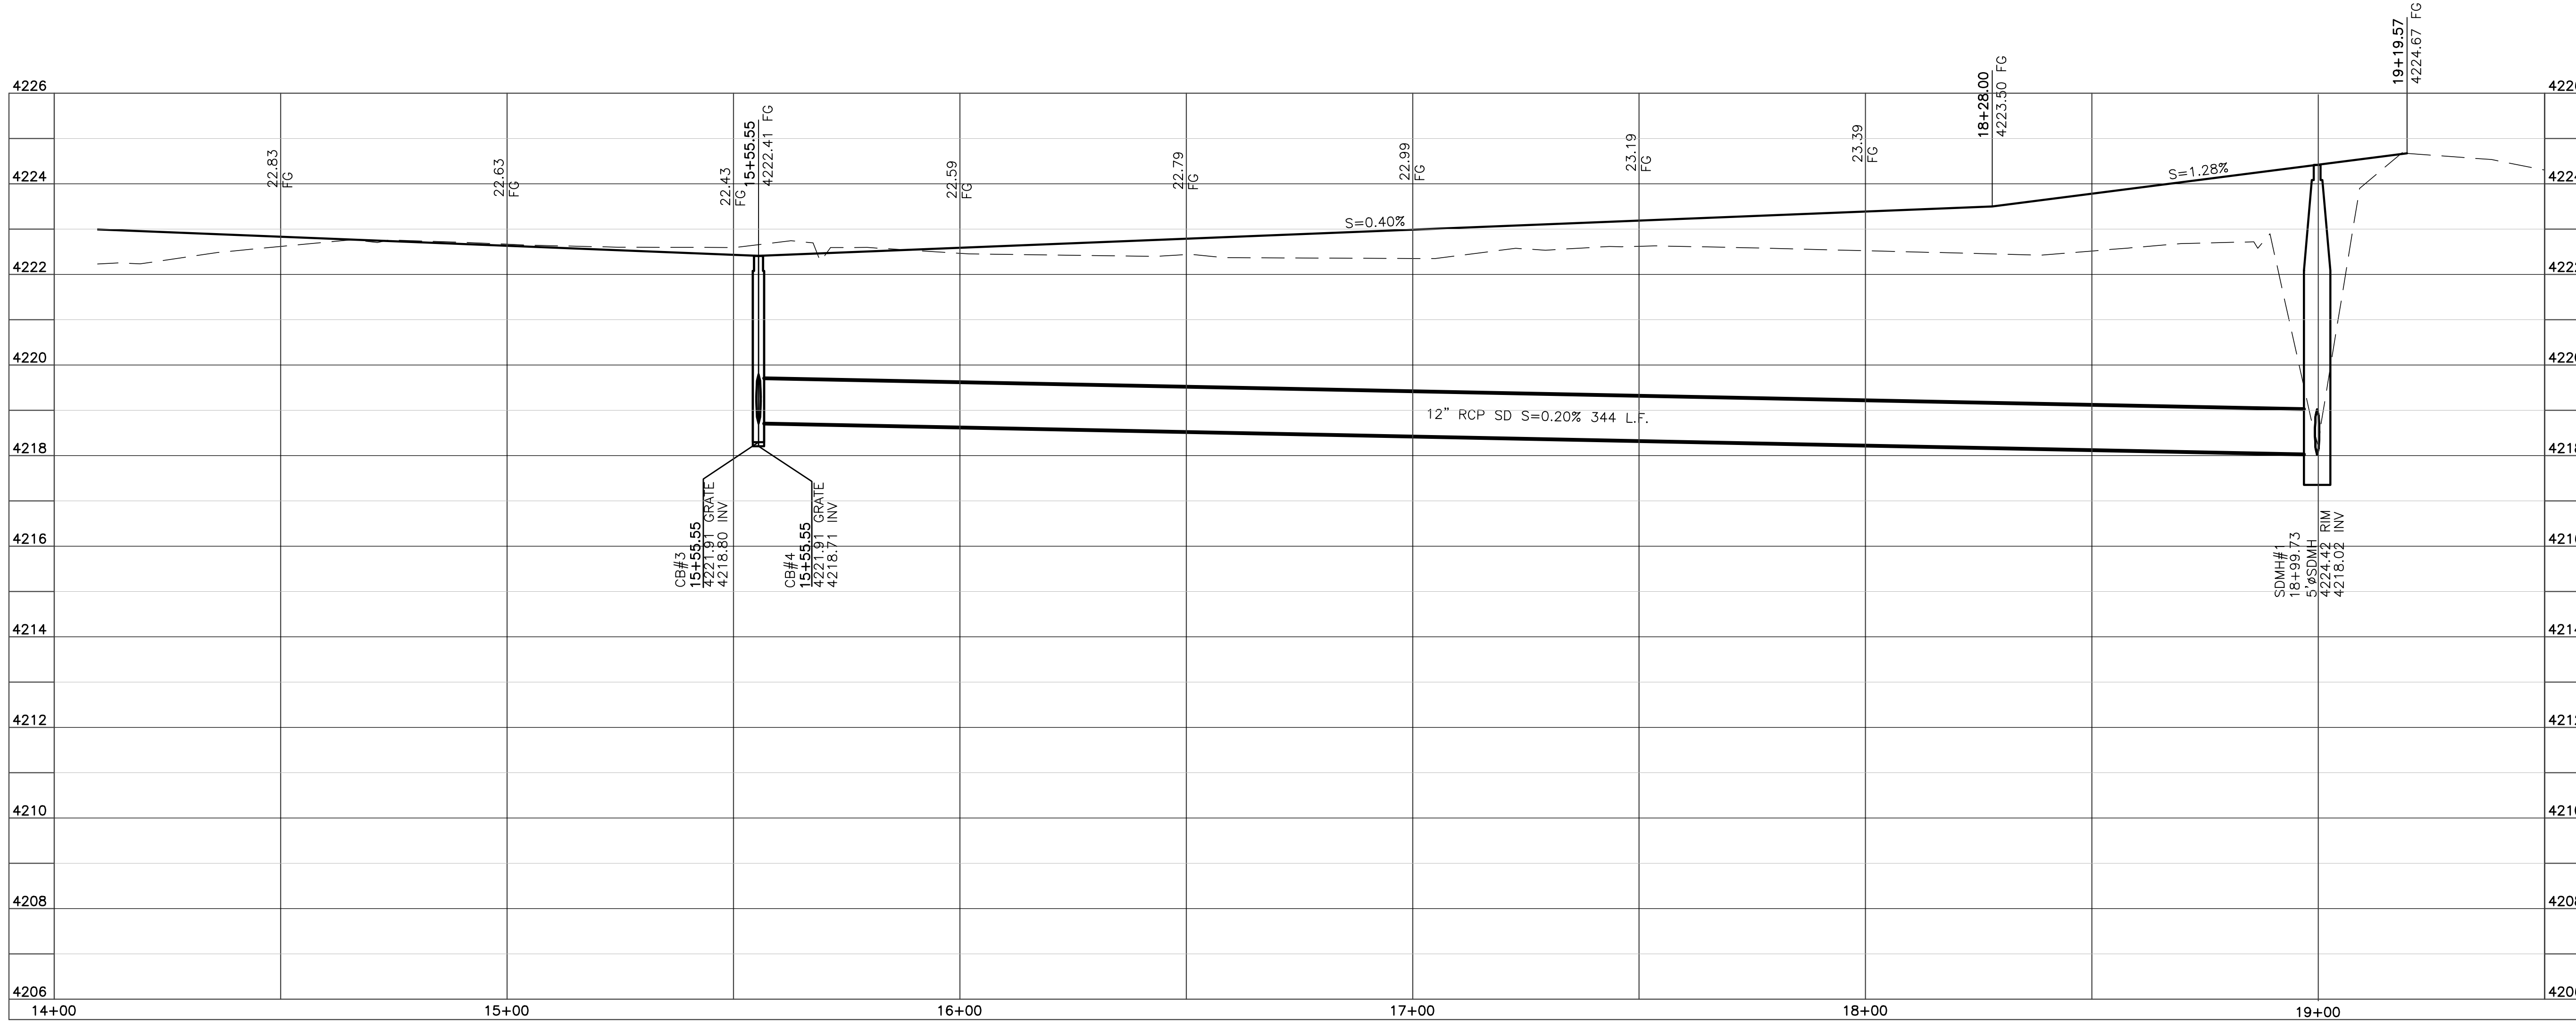 19+19.57
4224.67 FG
18+28.00
4223.50 FG
15+55.55
4222.41 FG
22.83
FG
22.63
FG
22.43
FG
22.59
FG
22.79
FG
22.99
FG
23.19
FG
23.39
FG
S=0.40%
S=1.28%
4226
4224
4222
4220
4218
4216
4214
4212
4210
4208
4206
12" RCP SD S=0.20% 344 L.F.
CB#3
15+55.55
4221.91 GRATE
4218.80 INV
CB#4
15+55.55
4221.91 GRATE
4218.71 INV
SDMH#1
18+99.73
5'øSDMH
4224.42 RIM
4218.02 INV
14+00
15+00
16+00
17+00
18+00
19+00